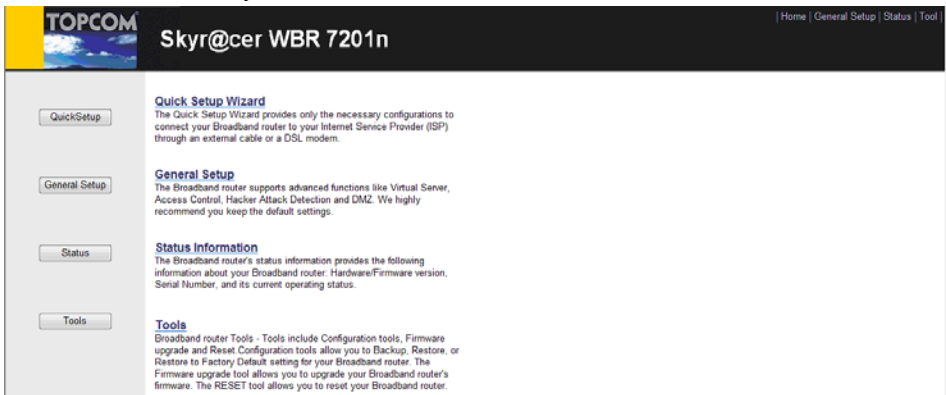 TOPCOM
Skyr@cer WBR 7201n
| Home | General Setup | Status | Tool |
QuickSetup
Quick Setup Wizard
The Quick Setup Wizard provides only the necessary configurations to
connect your Broadband router to your Internet Service Provider (ISP)
through an external cable or a DSL modem.
General Setup
General Setup
The Broadband router supports advanced functions like Virtual Server,
Access Control, Hacker Attack Detection and DMZ. We highly
recommend you keep the default settings.
Status
Status Information
The Broadband router's status information provides the following
information about your Broadband router: Hardware/Firmware version,
Serial Number, and its current operating status.
Tools
Tools
Broadband router Tools - Tools include Configuration tools, Firmware
upgrade and Reset.Configuration tools allow you to Backup, Restore, or
Restore to Factory Default setting for your Broadband router. The
Firmware upgrade tool allows you to upgrade your Broadband router's
firmware. The RESET tool allows you to reset your Broadband router.